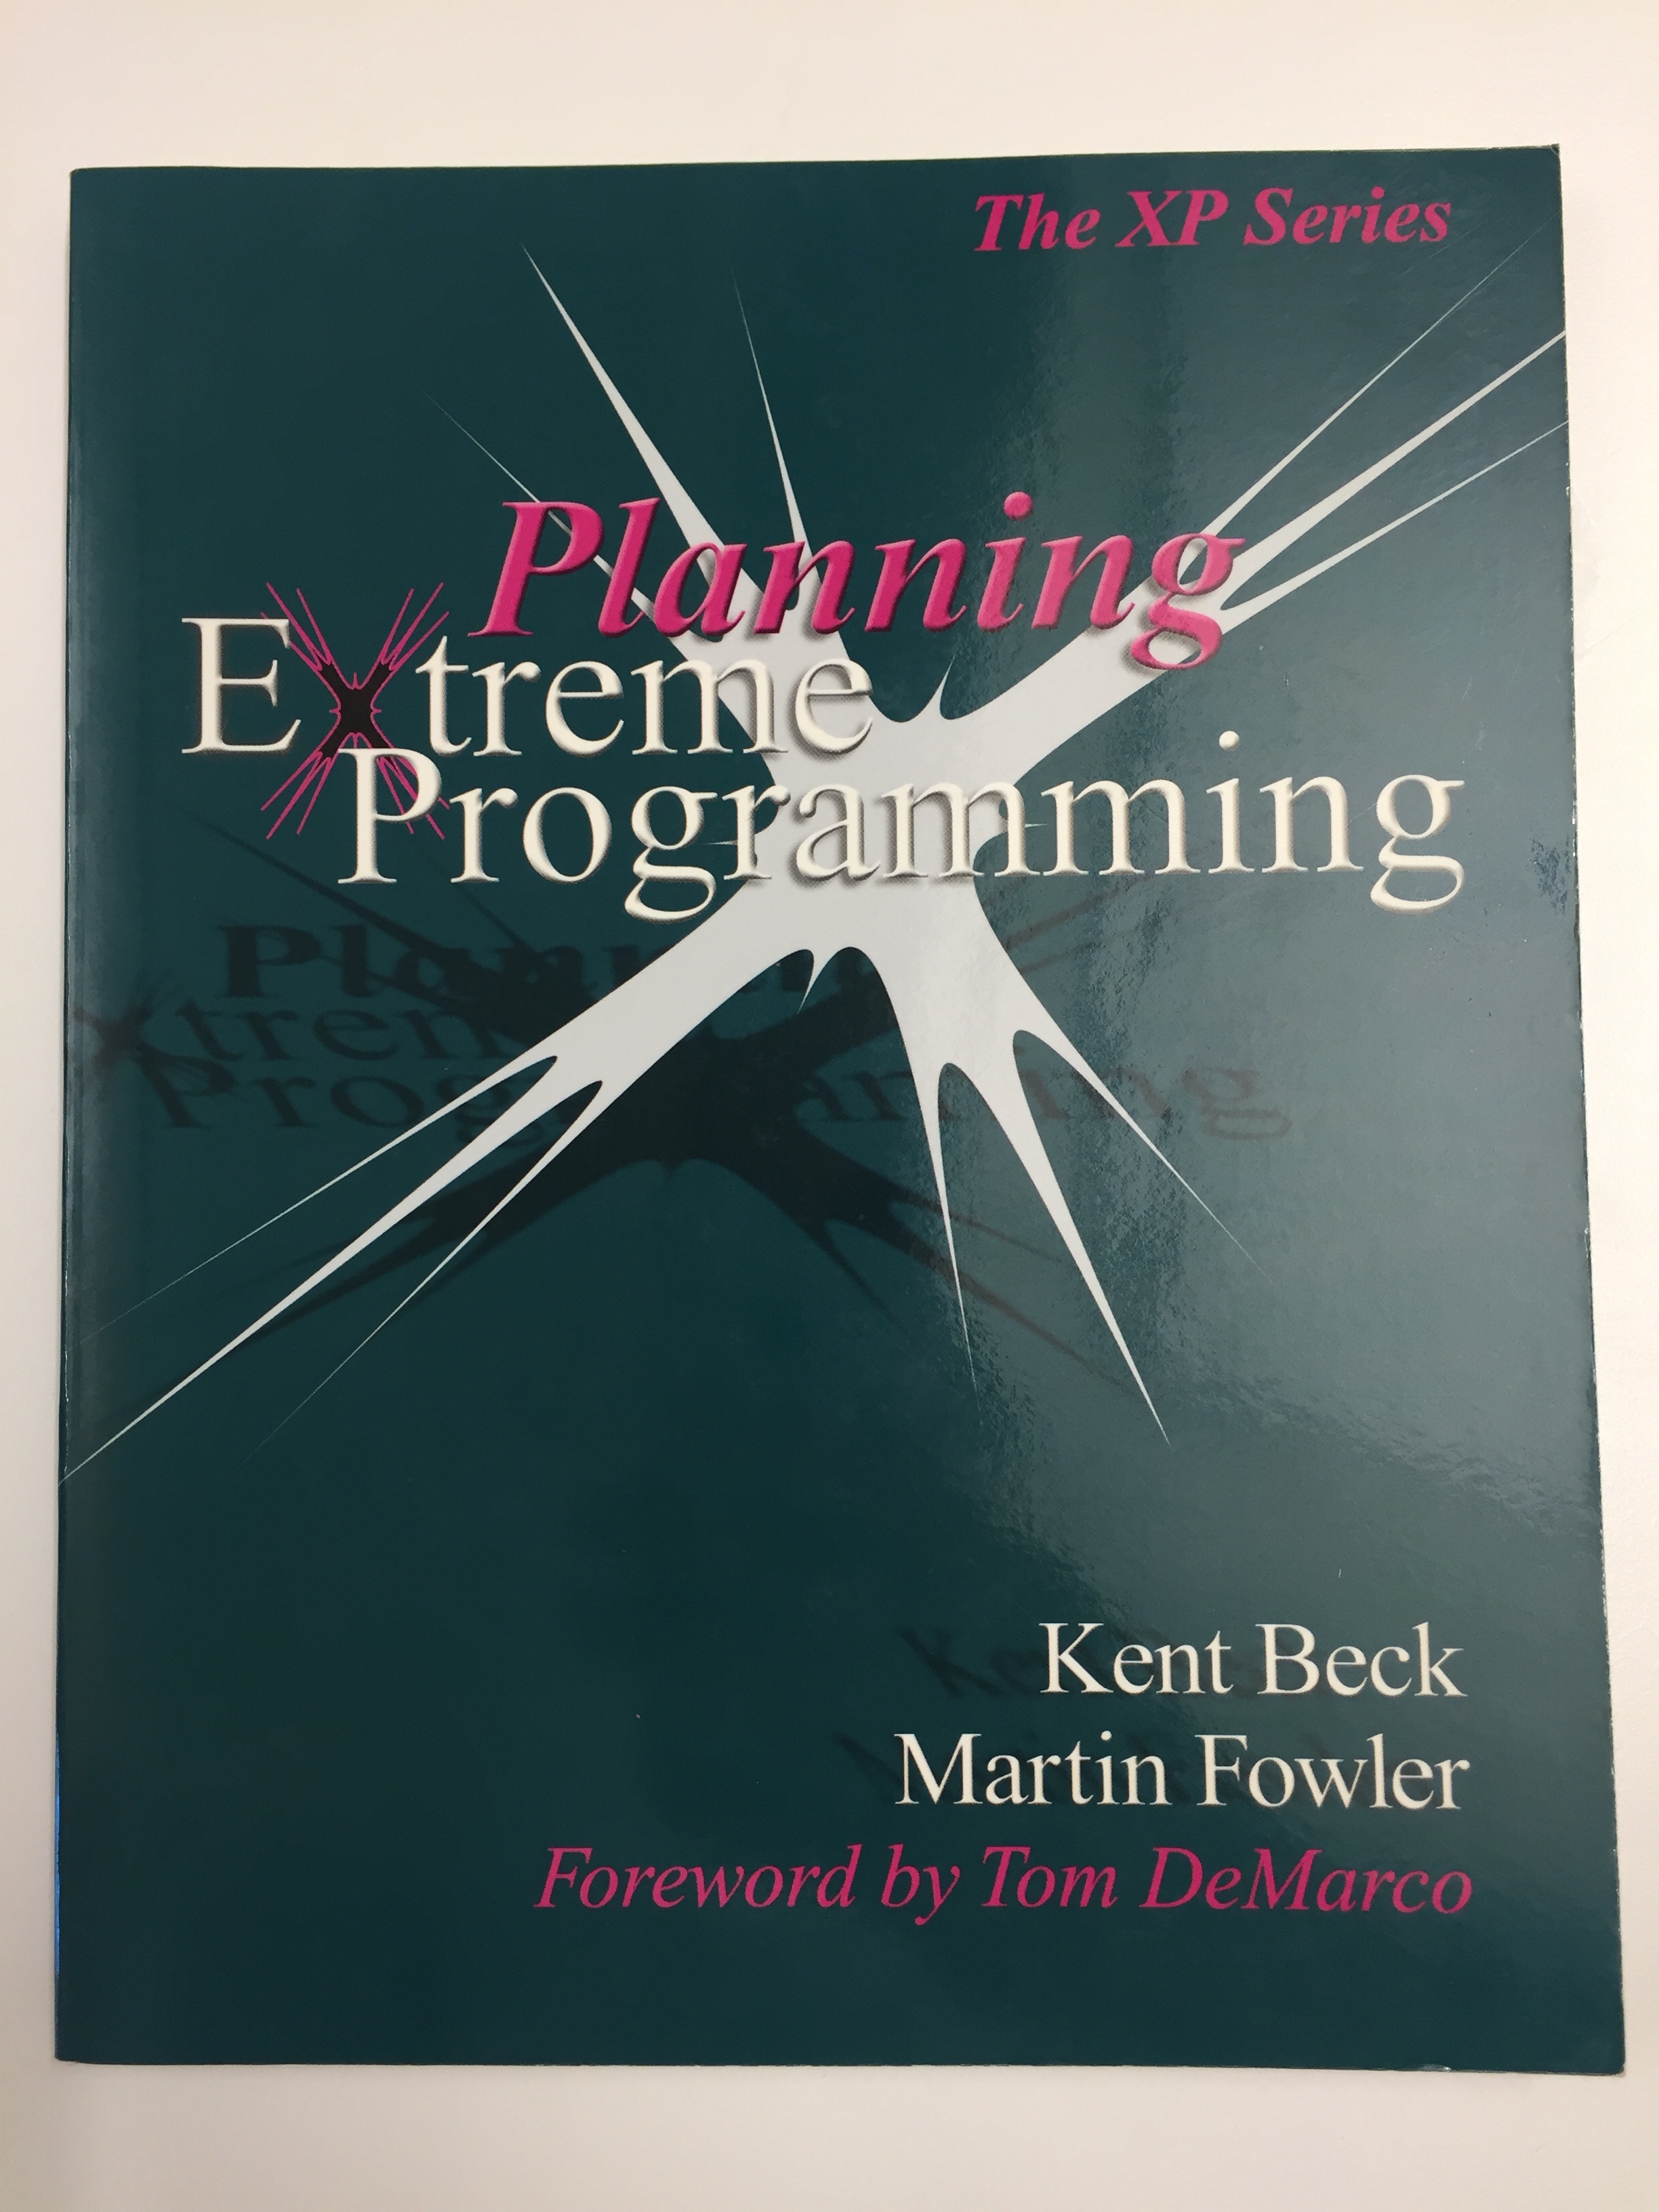 The XP Series
Planning
Extreme
Programming
Kent Beck
Martin Fowler
Foreword by Tom DeMarco